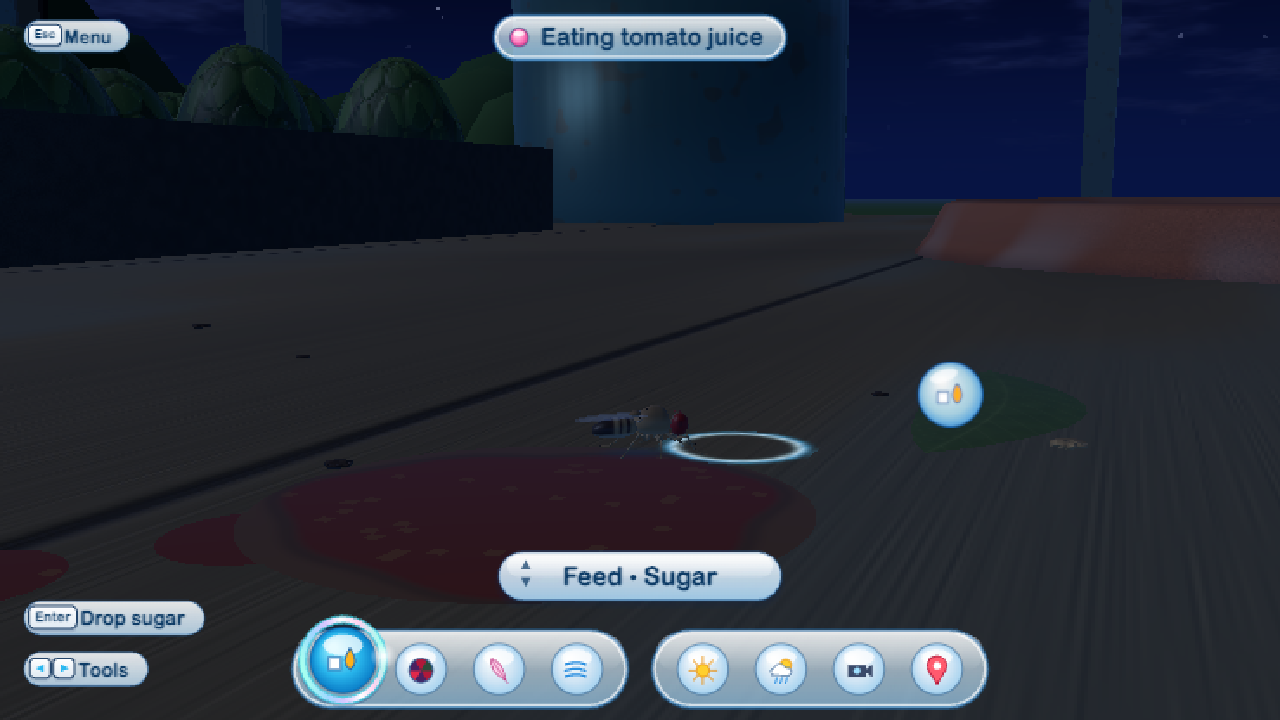 Esc Menu
Eating tomato juice
Feed • Sugar
Enter Drop sugar
Tools